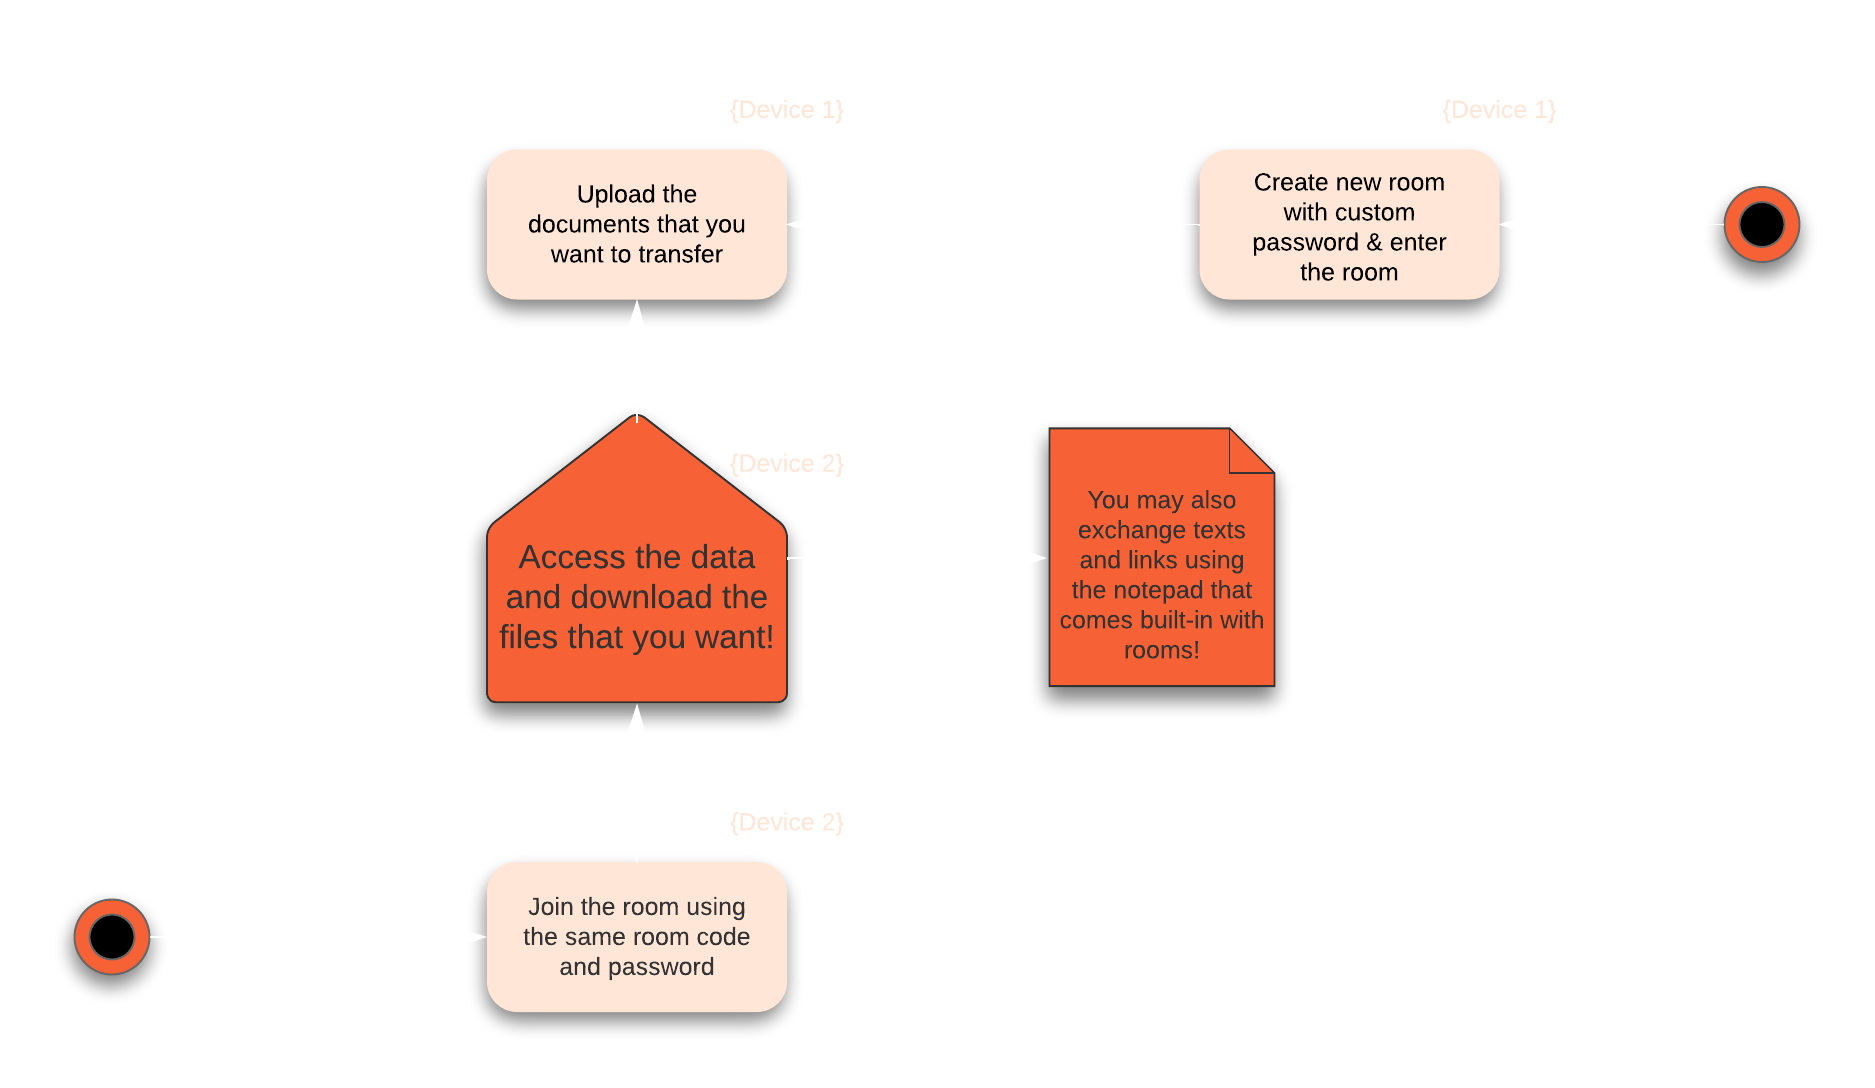 {Device 1}
Upload the
documents that you
want to transfer
{Device 1}
Create new room
with custom
password & enter
the room
{Device 2}
Access the data
and download the
files that you want!
You may also
exchange texts
and links using
the notepad that
comes built-in with
rooms!
{Device 2}
Join the room using
the same room code
and password